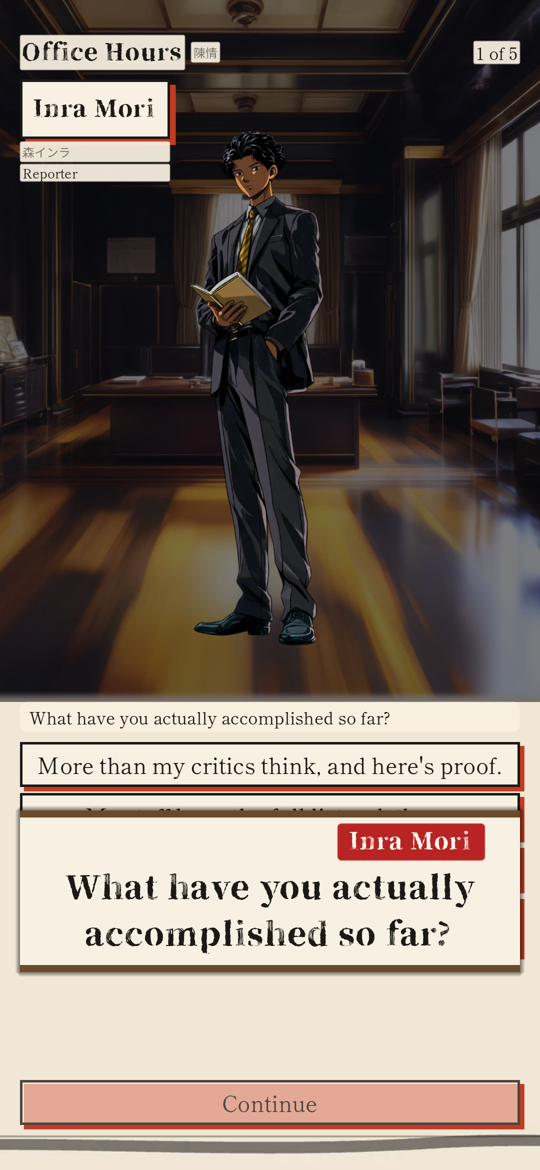 Office Hours 陳情
1 of 5
Inra Mori
森インラ
Reporter
What have you actually accomplished so far?
More than my critics think, and here's proof.
Inra Mori
What have you actually
accomplished so far?
Continue